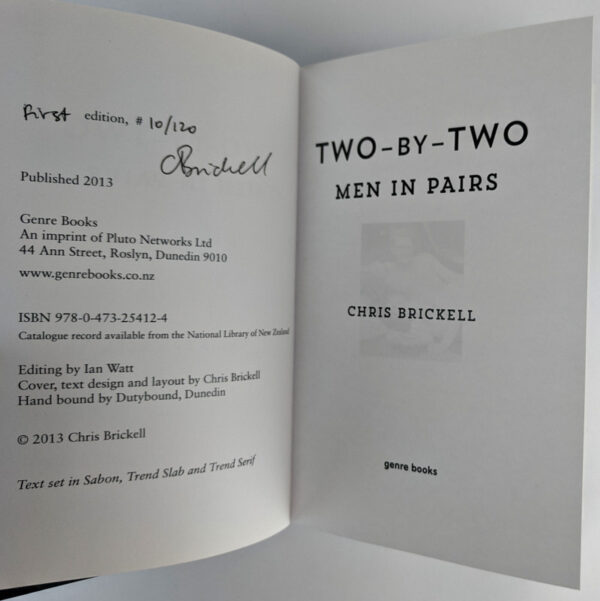 First edition, # 10/120
CBrickell
Published 2013
Genre Books
An imprint of Pluto Networks Ltd
44 Ann Street, Roslyn, Dunedin 9010
www.genrebooks.co.nz
ISBN 978-0-473-25412-4
Catalogue record available from the National Library of New Zealand
Editing by Ian Watt
Cover, text design and layout by Chris Brickell
Hand bound by Dutybound, Dunedin
© 2013 Chris Brickell
Text set in Sabon, Trend Slab and Trend Serif
TWO-BY-TWO
MEN IN PAIRS
CHRIS BRICKELL
genre books